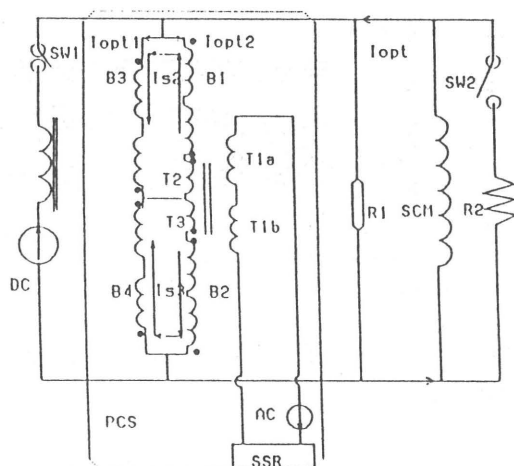 Iopt1 Iopt2 Iopt
SW1 B3 Is2 B1 SW2
T2 T1a
T3 T1b R1 SCM R2
DC B4 Is3 B2
PCS AC
SSR